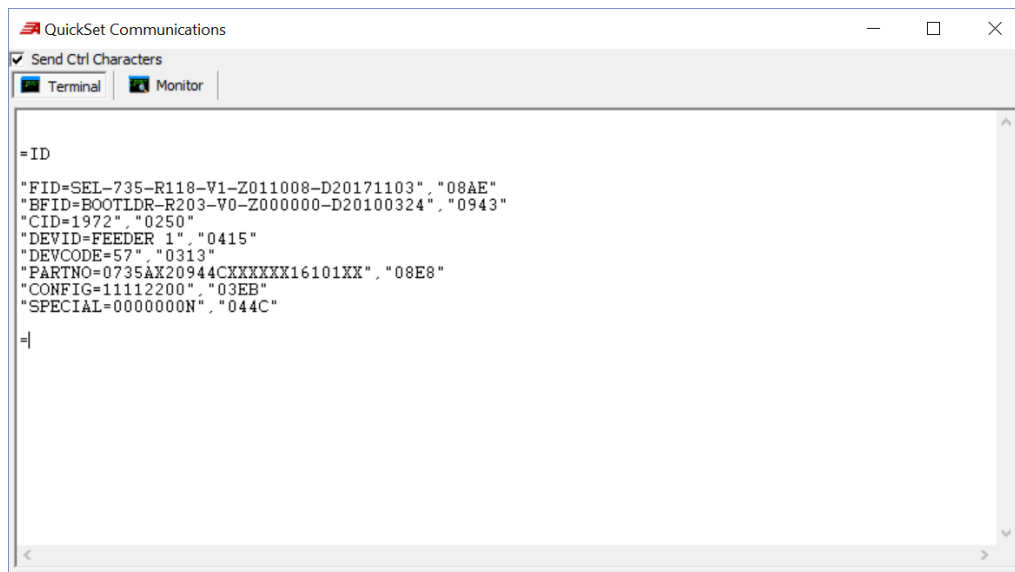 QuickSet Communications
Send Ctrl Characters
Terminal Monitor
=ID
"FID=SEL-735-R118-V1-Z011008-D20171103","08AE"
"BFID=BOOTLDR-R203-V0-Z000000-D20100324","0943"
"CID=1972","0250"
"DEVID=FEEDER 1","0415"
"DEVCODE=57","0313"
"PARTNO=0735AX20944CXXXXXX16101XX","08E8"
"CONFIG=11112200","03EB"
"SPECIAL=0000000N","044C"
=